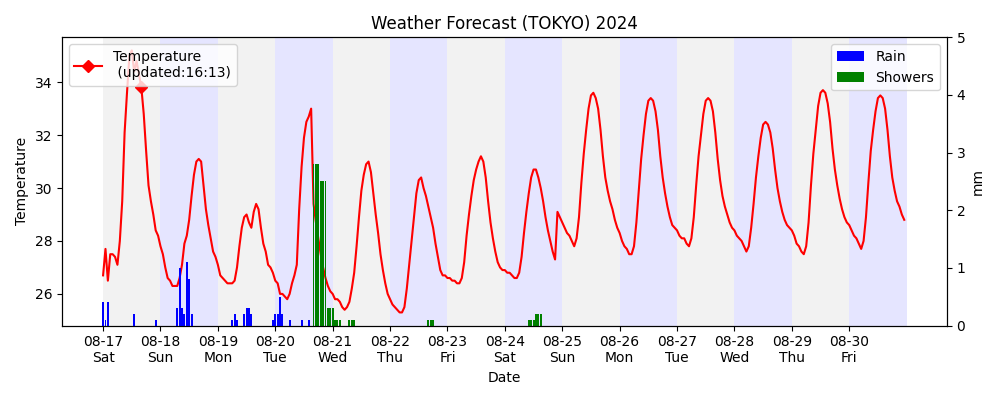 Weather Forecast (TOKYO) 2024
Temperature
(updated:16:13)
Rain
Showers
Temperature
34
32
30
28
26
5
4
3
2
1
0
mm
08-17 08-18 08-19 08-20 08-21 08-22 08-23 08-24 08-25 08-26 08-27 08-28 08-29 08-30
Sat Sun Mon Tue Wed Thu Fri Sat Sun Mon Tue Wed Thu Fri
Date